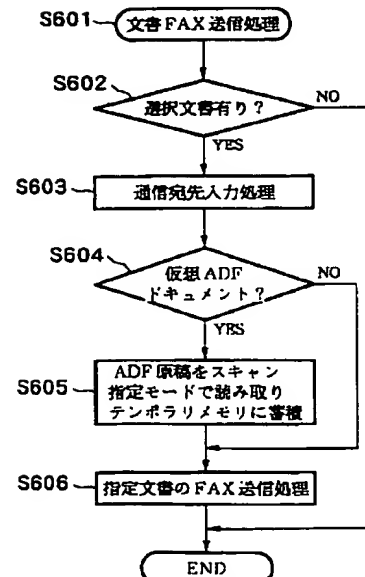 S601
文書FAX送信処理
S602
選択文書有り?
NO
YES
S603
通信宛先入力処理
S604
仮想ADF
ドキュメント?
NO
YES
S605
ADF原稿をスキャン
指定モードで読み取り
テンポラリメモリに蓄積
S606
指定文書のFAX送信処理
END